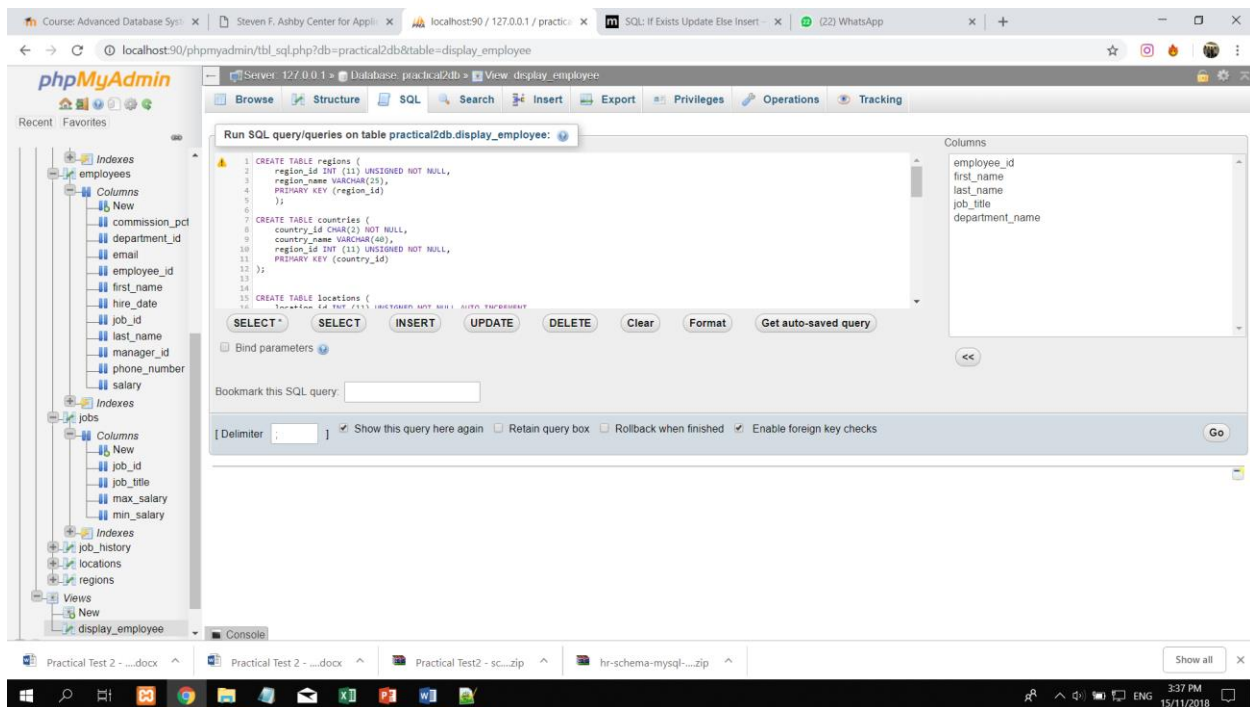 Course: Advanced Database Syst
Steven F. Ashby Center for Appli
localhost:90 / 127.0.0.1 / practica
SQL: If Exists Update Else Insert -
(22) WhatsApp
localhost:90/phpmyadmin/tbl_sql.php?db=practical2db&table=display_employee
phpMyAdmin
Recent Favorites
Indexes
employees
Columns
New
commission_pct
department_id
email
employee_id
first_name
hire_date
job_id
last_name
manager_id
phone_number
salary
Indexes
jobs
Columns
New
job_id
job_title
max_salary
min_salary
Indexes
job_history
locations
regions
Views
New
display_employee
Server: 127.0.0.1 » Database: practical2db » View: display_employee
Browse Structure SQL Search Insert Export Privileges Operations Tracking
Run SQL query/queries on table practical2db.display_employee:
1 CREATE TABLE regions (
2 region_id INT (11) UNSIGNED NOT NULL,
3 region_name VARCHAR(25),
4 PRIMARY KEY (region_id)
5 );
6
7 CREATE TABLE countries (
8 country_id CHAR(2) NOT NULL,
9 country_name VARCHAR(40),
10 region_id INT (11) UNSIGNED NOT NULL,
11 PRIMARY KEY (country_id)
12 );
13
14
15 CREATE TABLE locations (
16 location_id INT (11) UNSIGNED NOT NULL AUTO_INCREMENT,
SELECT * SELECT INSERT UPDATE DELETE Clear Format Get auto-saved query
Bind parameters
Bookmark this SQL query:
Columns
employee_id
first_name
last_name
job_title
department_name
<<
[ Delimiter ; ] Show this query here again Retain query box Rollback when finished Enable foreign key checks
Go
Console
Practical Test 2 - ....docx
Practical Test 2 - ....docx
Practical Test2 - sc....zip
hr-schema-mysql-....zip
Show all
ENG
3:37 PM
15/11/2018